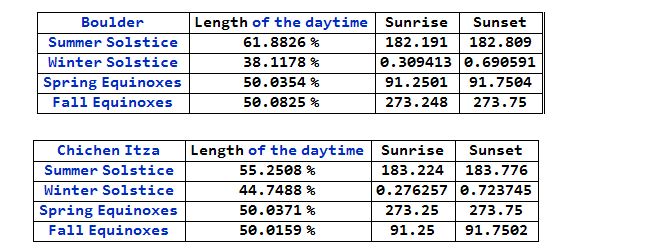 Boulder Length of the daytime Sunrise Sunset
Summer Solstice 61.8826 % 182.191 182.809
Winter Solstice 38.1178 % 0.309413 0.690591
Spring Equinoxes 50.0354 % 91.2501 91.7504
Fall Equinoxes 50.0825 % 273.248 273.75
Chichen Itza Length of the daytime Sunrise Sunset
Summer Solstice 55.2508 % 183.224 183.776
Winter Solstice 44.7488 % 0.276257 0.723745
Spring Equinoxes 50.0371 % 273.25 273.75
Fall Equinoxes 50.0159 % 91.25 91.7502